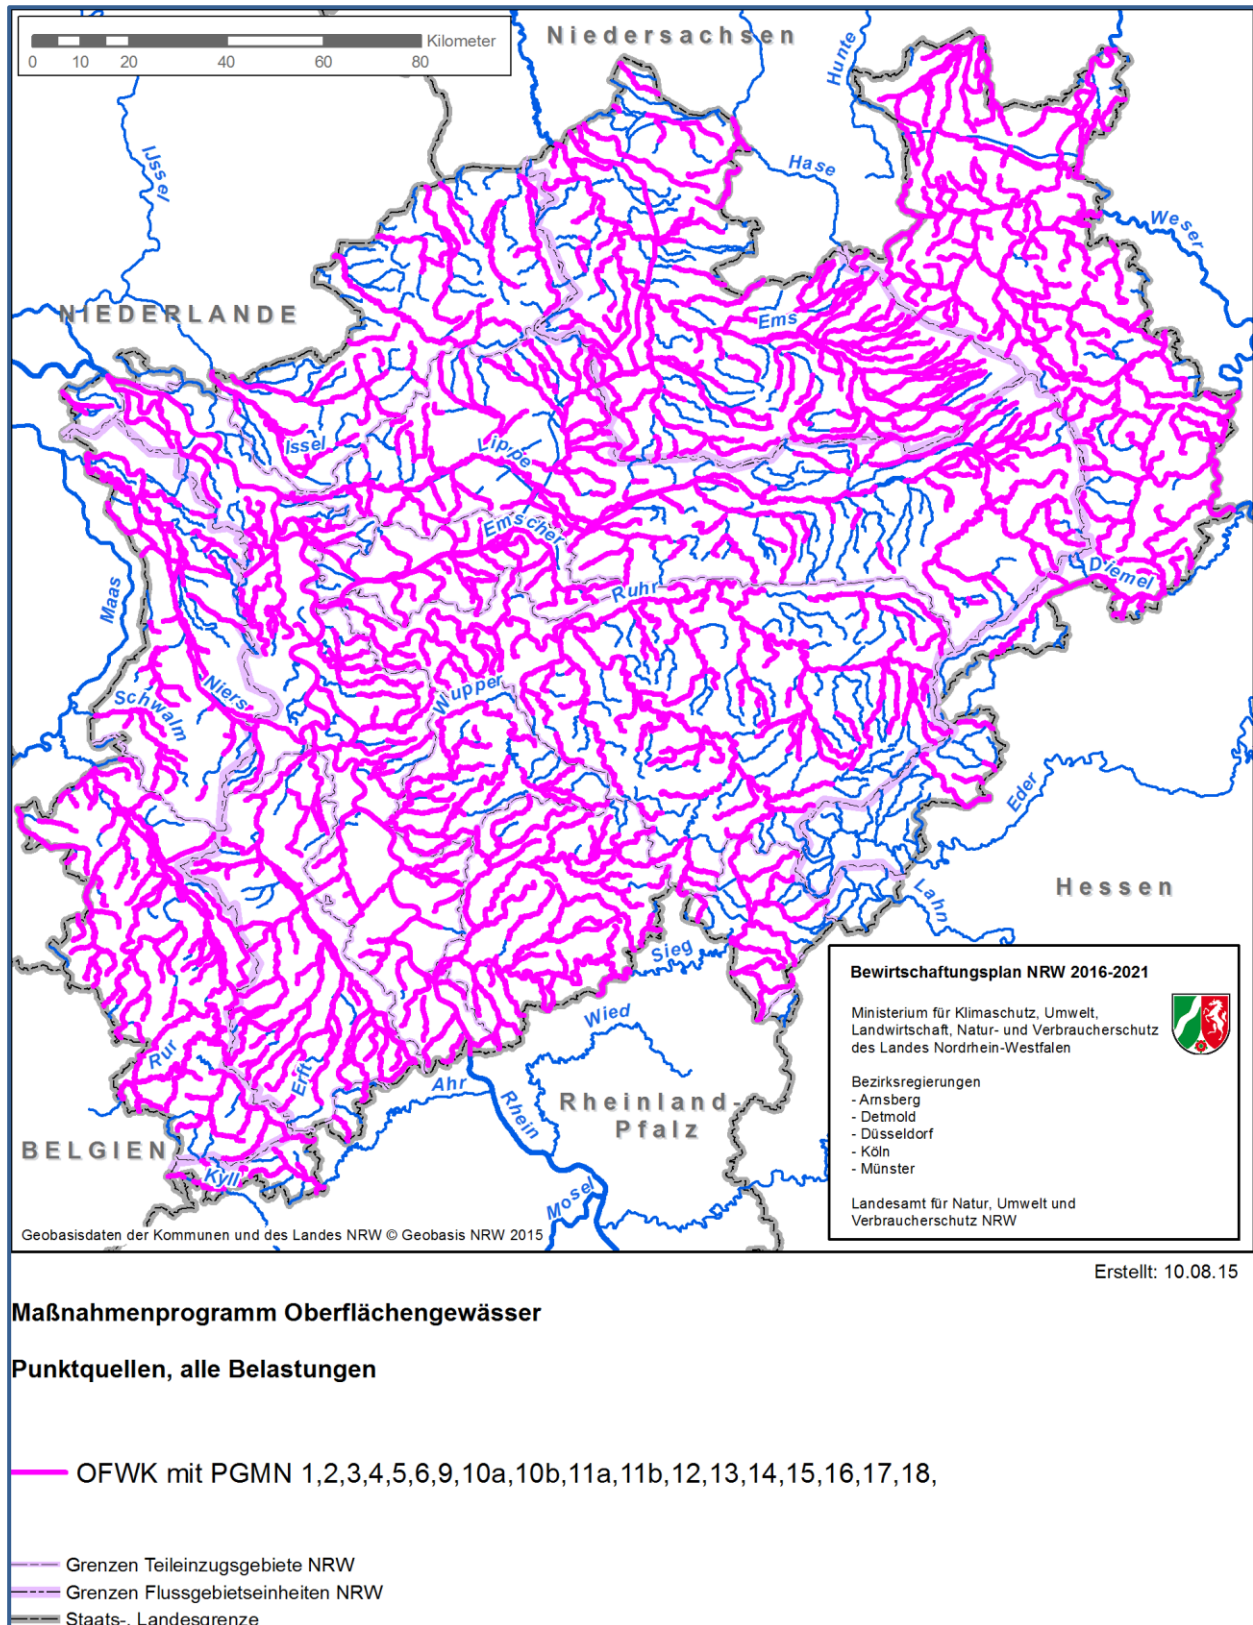 Niedersachsen
Kilometer
0 10 20 40 60 80
Hunte
IJssel
Hase
Weser
NIEDERLANDE
Ems
Issel
Lippe
Emscher
Maas
Ruhr
Diemel
Niers
Schwalm
Wupper
Eder
Hessen
Lahn
Sieg
Wied
Rur
Erft
Ahr
Rhein
Rheinland-
Pfalz
BELGIEN
Kyll
Mosel
Bewirtschaftungsplan NRW 2016-2021
Ministerium für Klimaschutz, Umwelt,
Landwirtschaft, Natur- und Verbraucherschutz
des Landes Nordrhein-Westfalen
Bezirksregierungen
- Arnsberg
- Detmold
- Düsseldorf
- Köln
- Münster
Landesamt für Natur, Umwelt und
Verbraucherschutz NRW
Geobasisdaten der Kommunen und des Landes NRW © Geobasis NRW 2015
Erstellt: 10.08.15
Maßnahmenprogramm Oberflächengewässer
Punktquellen, alle Belastungen
OFWK mit PGMN 1,2,3,4,5,6,9,10a,10b,11a,11b,12,13,14,15,16,17,18,
Grenzen Teileinzugsgebiete NRW
Grenzen Flussgebietseinheiten NRW
Staats-, Landesgrenze